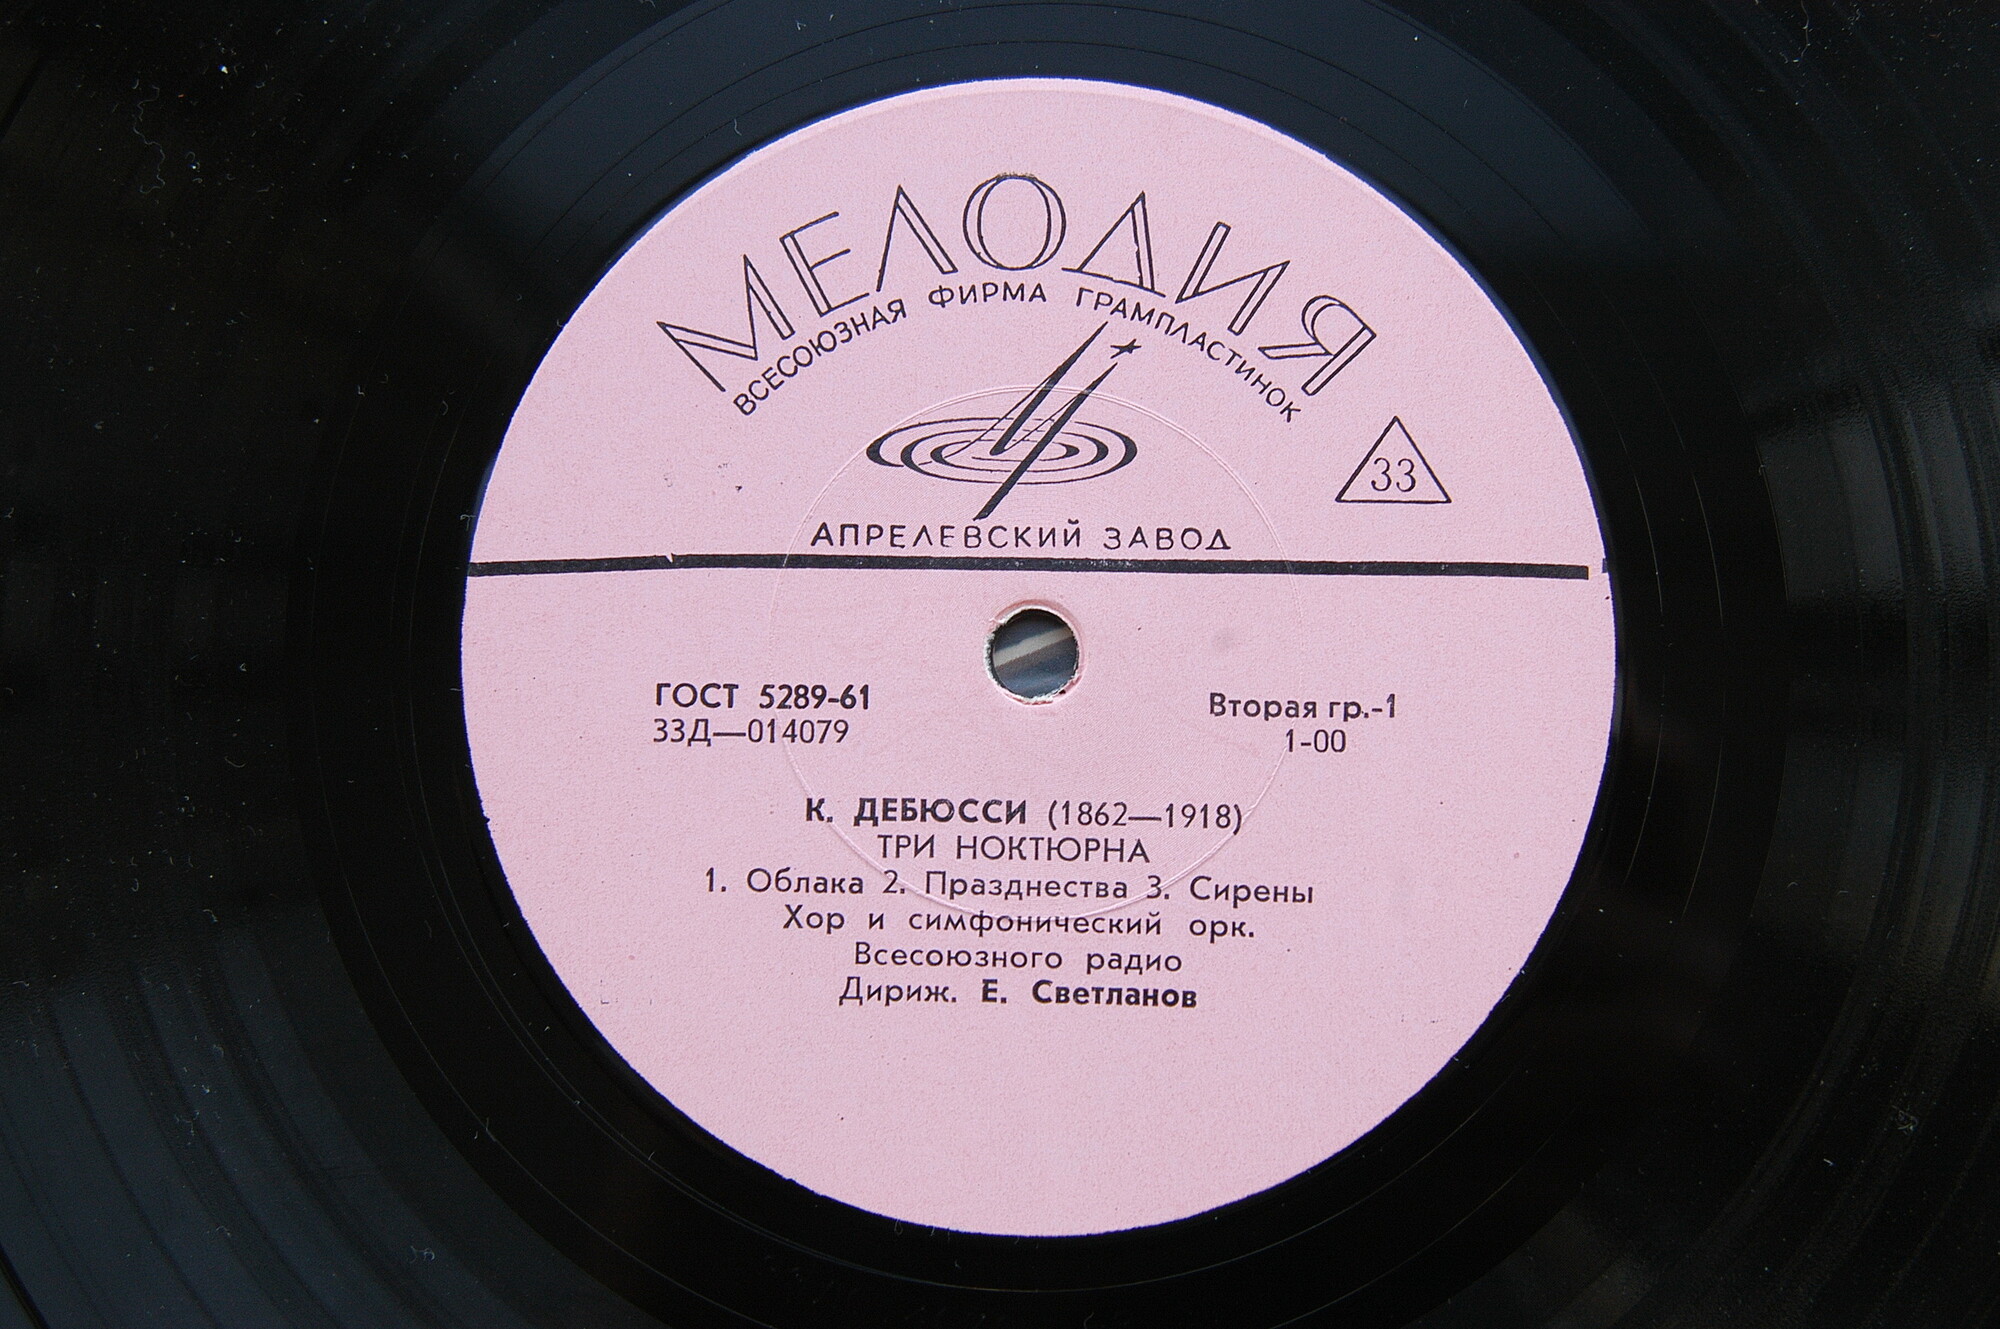 МЕЛОДИЯ
ВСЕСОЮЗНАЯ ФИРМА ГРАМПЛАСТИНОК
33
АПРЕЛЕВСКИЙ ЗАВОД
ГОСТ 5289-61
33Д—014079
Вторая гр.-1
1-00
К. ДЕБЮССИ (1862—1918)
ТРИ НОКТЮРНА
1. Облака 2. Празднества 3. Сирены
Хор и симфонический орк.
Всесоюзного радио
Дириж. Е. Светланов